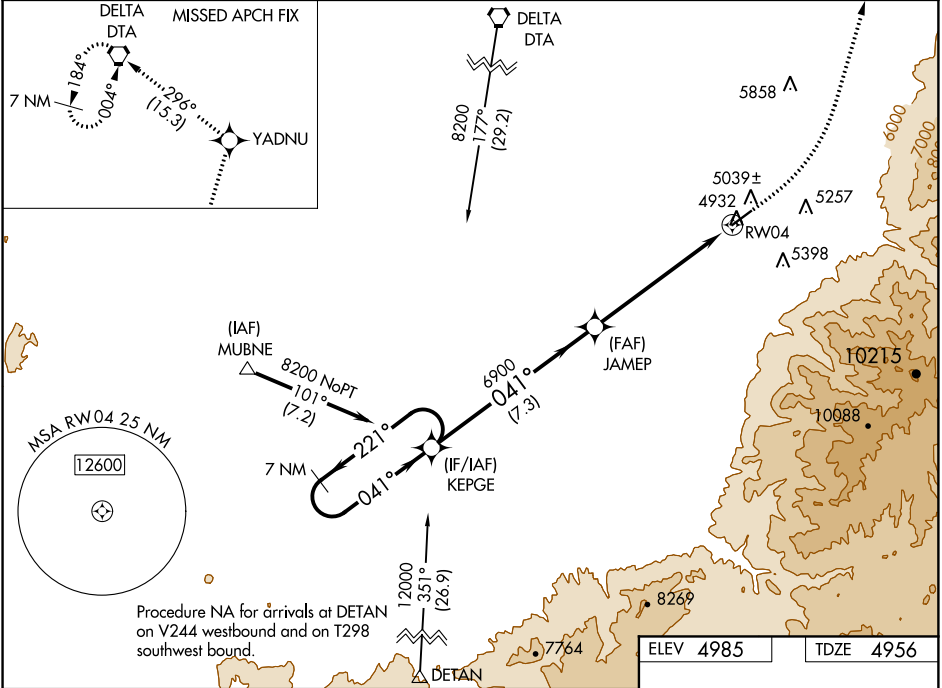 DELTA
DTA
MISSED APCH FIX
184°
004°
7 NM
296°
(15.3)
YADNU
DELTA
DTA
8200
177°
(29.2)
5858
6000
7000
5039±
4932
5257
RW04
5398
(IAF)
MUBNE
8200 NoPT
101°
(7.2)
(FAF)
JAMEP
6900
041°
(7.3)
10215
10088
MSA RW04 25 NM
12600
221°
7 NM
041°
(IF/IAF)
KEPGE
12000
351°
(26.9)
Procedure NA for arrivals at DETAN
on V244 westbound and on T298
southwest bound.
8269
7764
DETAN
ELEV 4985
TDZE 4956